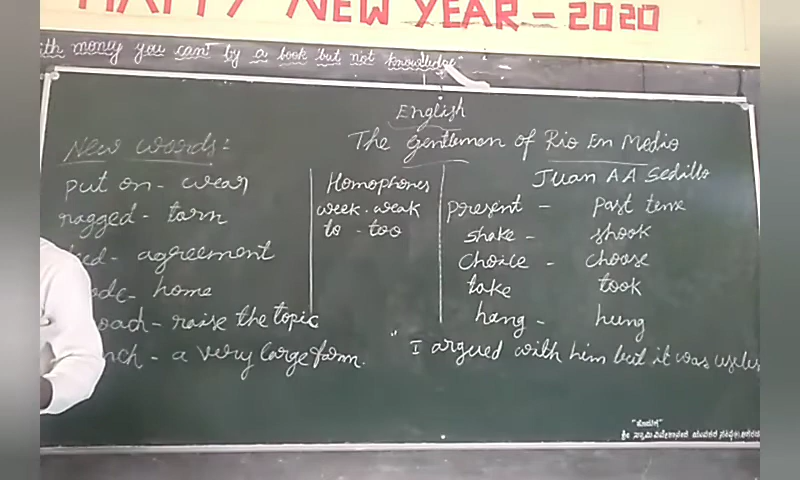 HAPPY NEW YEAR - 2020
ith money you can't by a book but not knowledge"
English
The Gentlemen of Rio En Medio
Juan A A Sedillo
New words:
put on - wear
ragged - torn
- agreement
- home
- raise the topic
- a very large farm.
Homophones
week - weak
to - too
present - past tense
shake - shook
choice - choose
take took
hang - hung
" I argued with him but it was useless
"ಕೊಡುಗೆ"